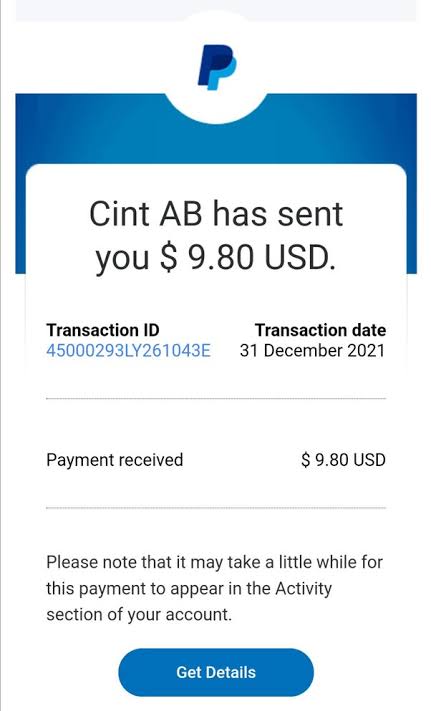 Cint AB has sent
you $ 9.80 USD.
Transaction ID
45000293LY261043E
Transaction date
31 December 2021
Payment received
$ 9.80 USD
Please note that it may take a little while for
this payment to appear in the Activity
section of your account.
Get Details